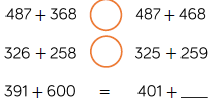 487 + 368 487 + 468
326 + 258 325 + 259
391 + 600 = 401 + ___